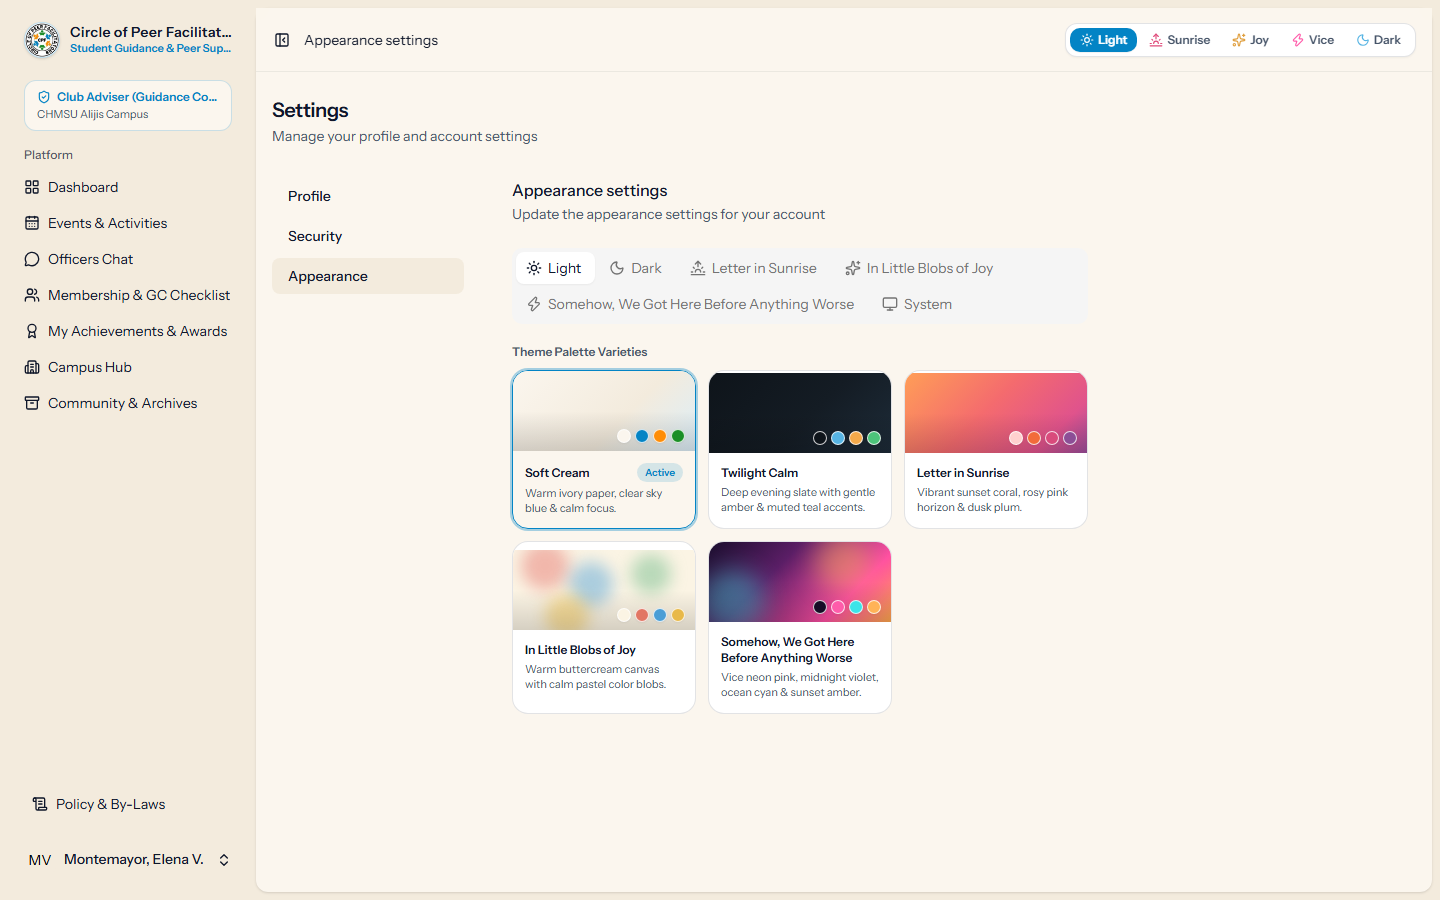 Circle of Peer Facilitat...
Student Guidance & Peer Sup...
Club Adviser (Guidance Co...
CHMSU Alijis Campus
Platform
Dashboard
Events & Activities
Officers Chat
Membership & GC Checklist
My Achievements & Awards
Campus Hub
Community & Archives
Policy & By-Laws
MV Montemayor, Elena V.
Appearance settings
Light Sunrise Joy Vice Dark
Settings
Manage your profile and account settings
Profile
Security
Appearance
Appearance settings
Update the appearance settings for your account
Light Dark Letter in Sunrise In Little Blobs of Joy
Somehow, We Got Here Before Anything Worse System
Theme Palette Varieties
Soft Cream Active
Warm ivory paper, clear sky
blue & calm focus.
Twilight Calm
Deep evening slate with gentle
amber & muted teal accents.
Letter in Sunrise
Vibrant sunset coral, rosy pink
horizon & dusk plum.
In Little Blobs of Joy
Warm buttercream canvas
with calm pastel color blobs.
Somehow, We Got Here
Before Anything Worse
Vice neon pink, midnight violet,
ocean cyan & sunset amber.